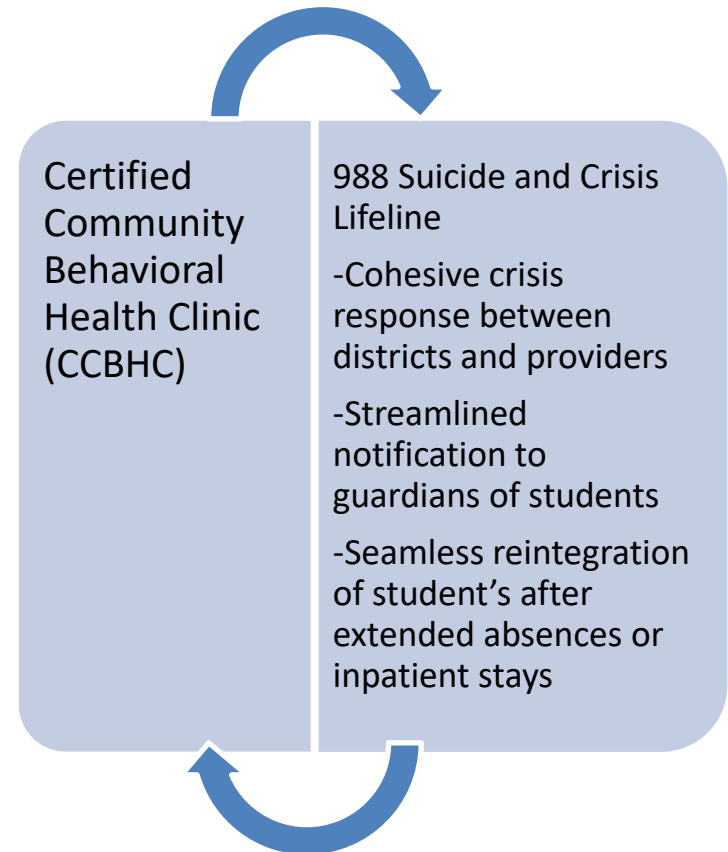 Certified
Community
Behavioral
Health Clinic
(CCBHC)
988 Suicide and Crisis
Lifeline
-Cohesive crisis
response between
districts and providers
-Streamlined
notification to
guardians of students
-Seamless reintegration
of student’s after
extended absences or
inpatient stays